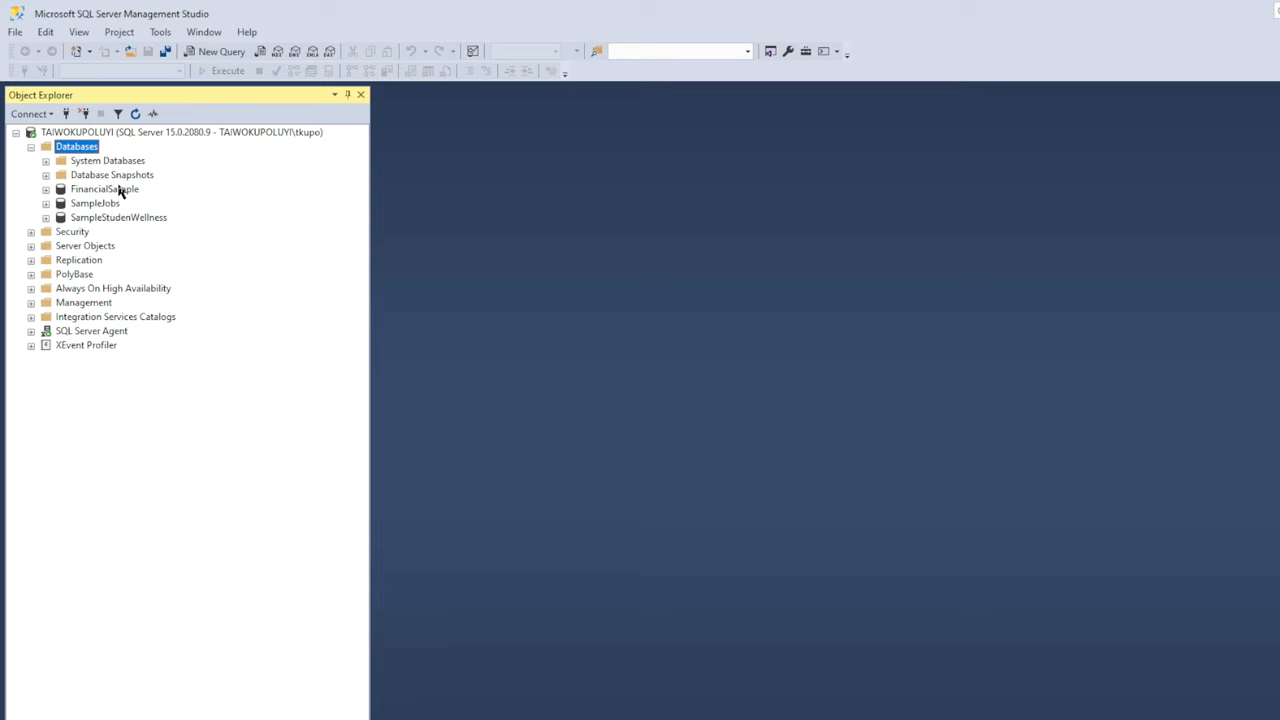 Microsoft SQL Server Management Studio
File Edit View Project Tools Window Help
New Query
Execute
Object Explorer
Connect
TAIWOKUPOLUYI (SQL Server 15.0.2080.9 - TAIWOKUPOLUYI\tkupo)
Databases
System Databases
Database Snapshots
FinancialSample
SampleJobs
SampleStudenWellness
Security
Server Objects
Replication
PolyBase
Always On High Availability
Management
Integration Services Catalogs
SQL Server Agent
XEvent Profiler